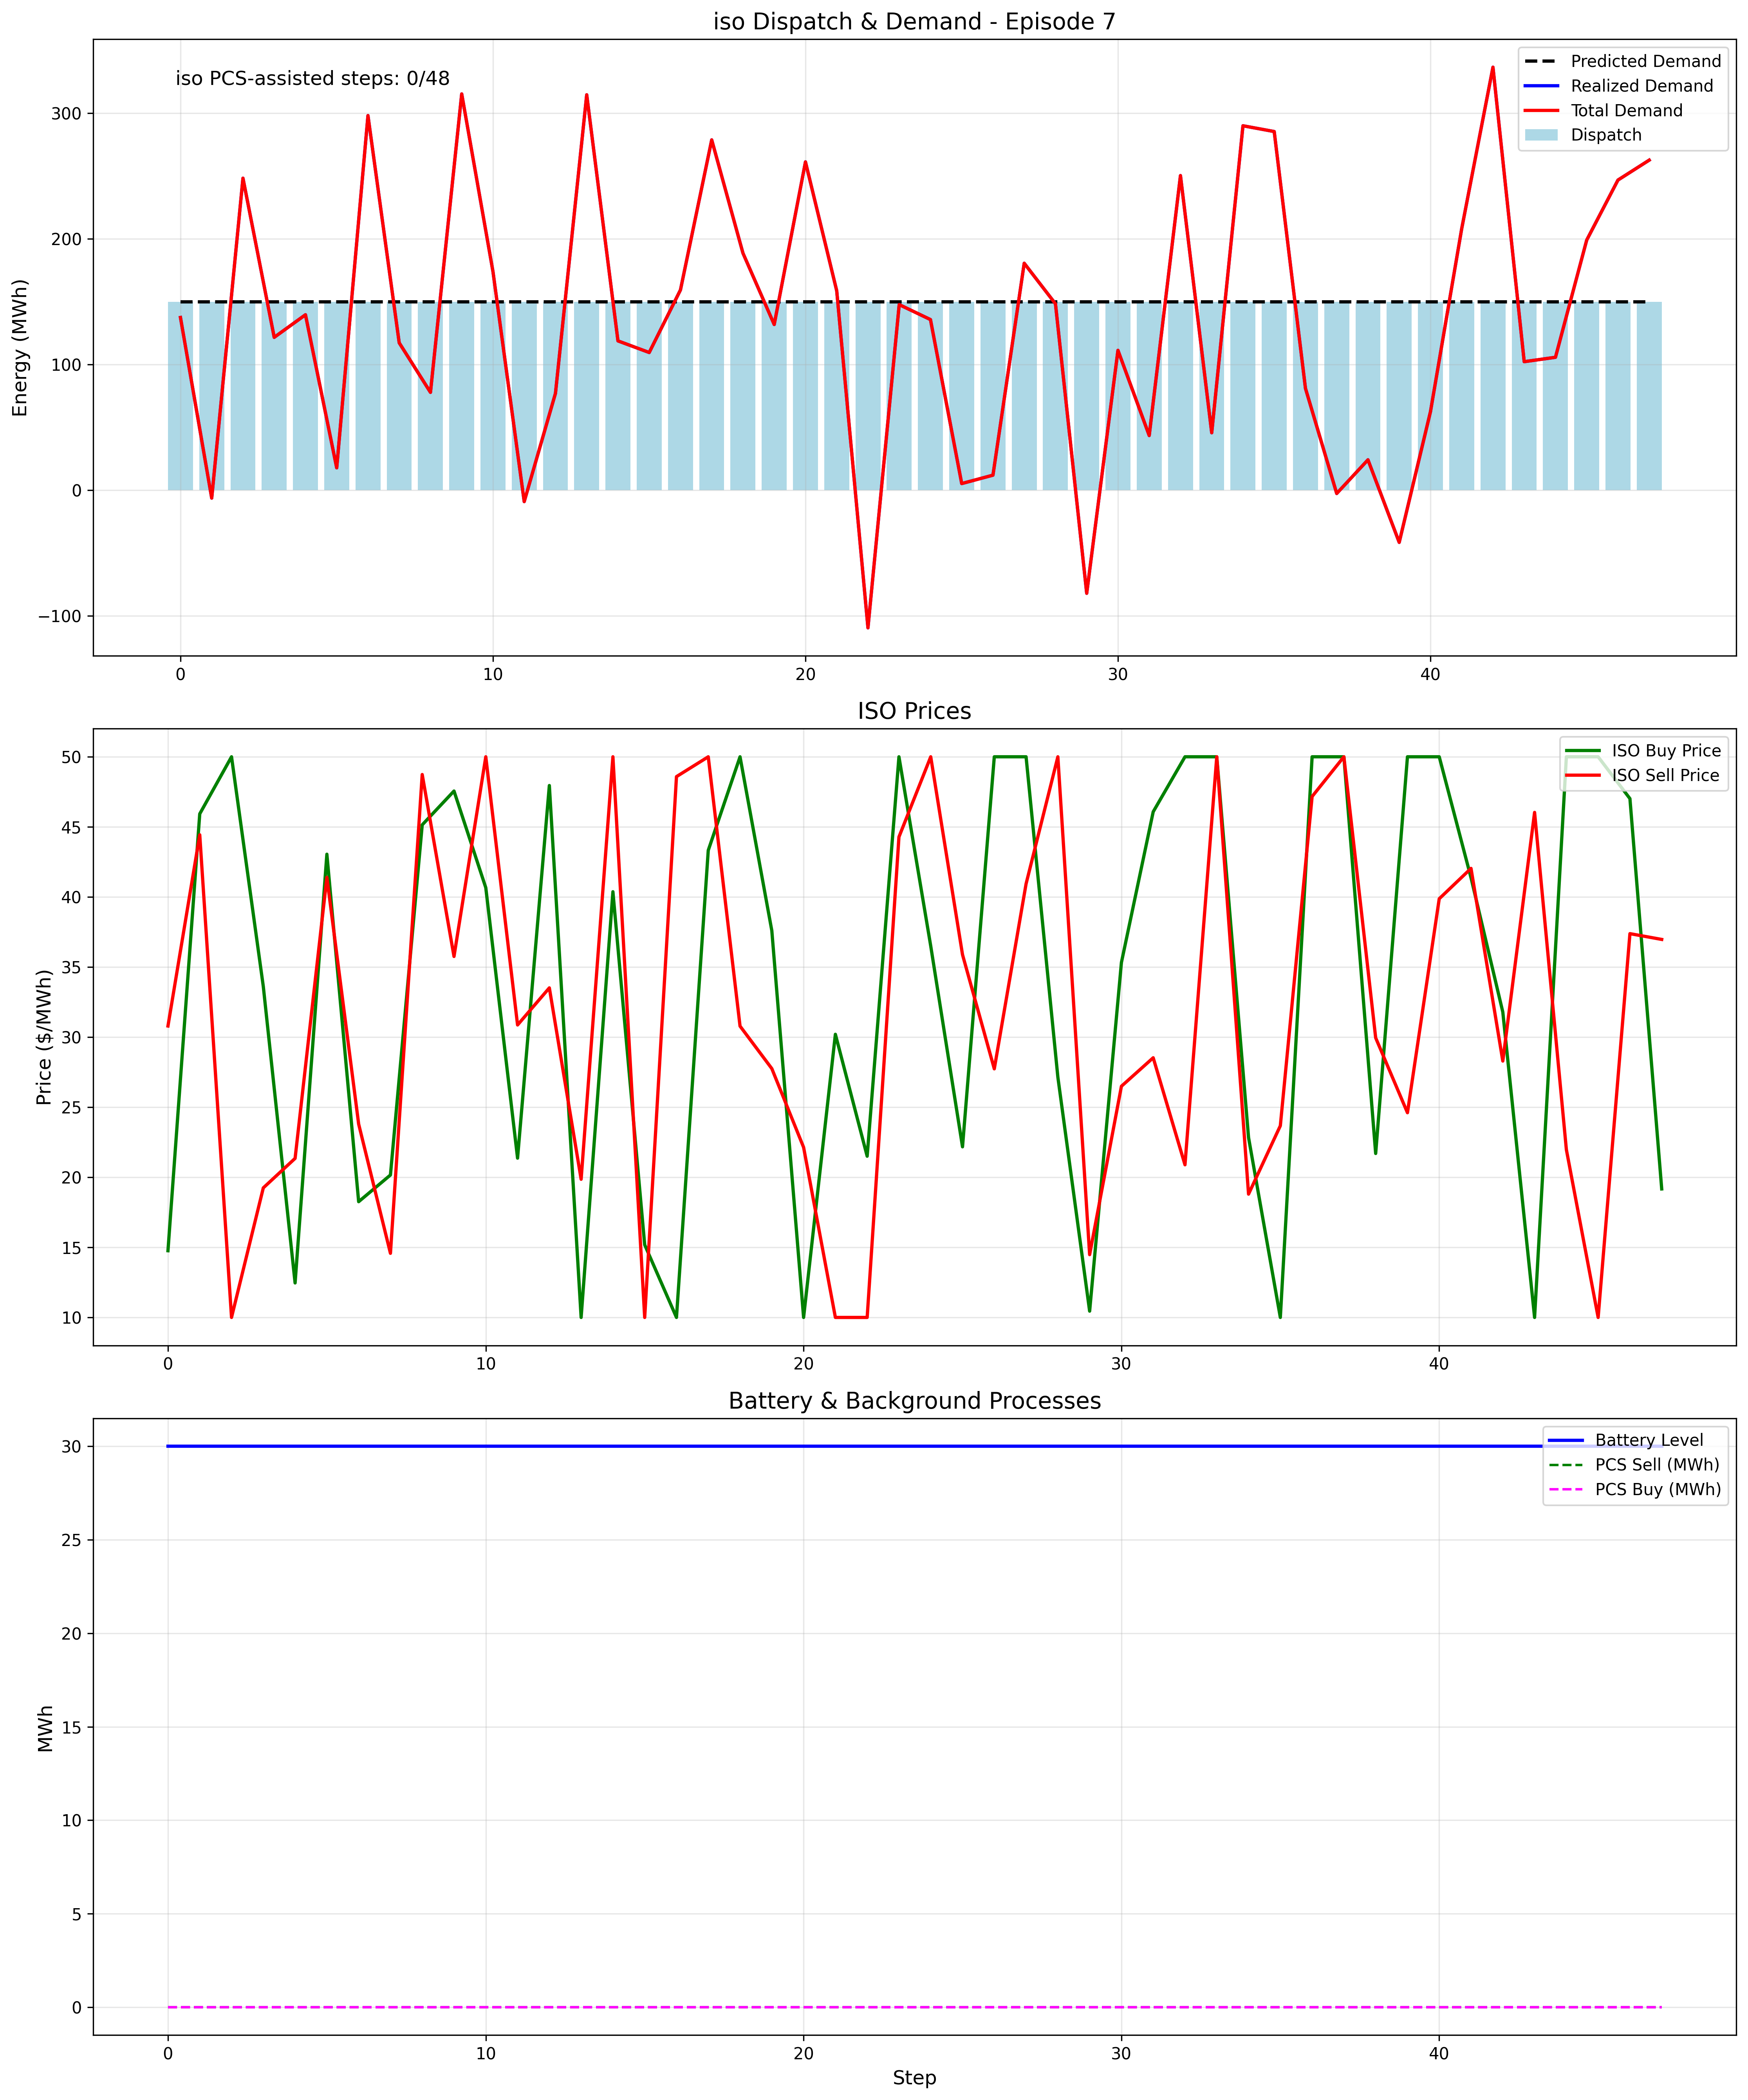 iso Dispatch & Demand - Episode 7
iso PCS-assisted steps: 0/48
Predicted Demand
Realized Demand
Total Demand
Dispatch
Energy (MWh)
300
200
100
0
−100
0
10
20
30
40
ISO Prices
ISO Buy Price
ISO Sell Price
Price ($/MWh)
50
45
40
35
30
25
20
15
10
0
10
20
30
40
Battery & Background Processes
Battery Level
PCS Sell (MWh)
PCS Buy (MWh)
MWh
30
25
20
15
10
5
0
0
10
20
30
40
Step